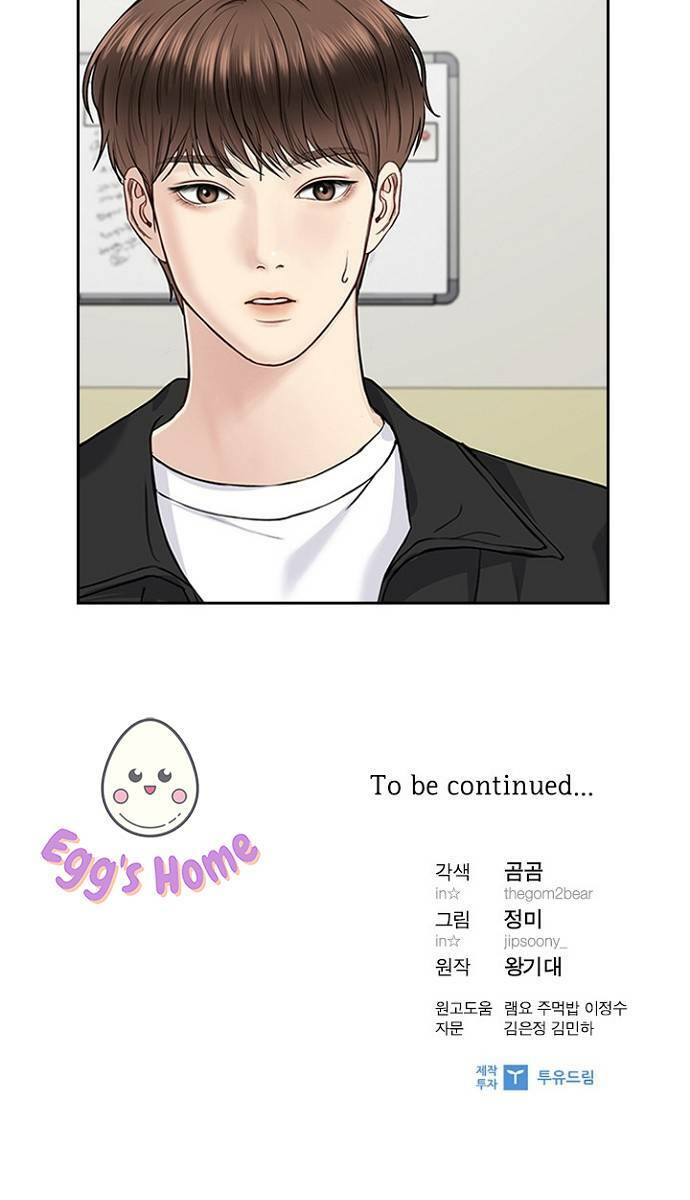 Egg's Home
To be continued...
각색 곰곰
in☆ thegom2bear
그림 정미
in☆ jipsoony_
원작 왕기대
원고도움 램요 주먹밥 이정수
자문 김은정 김민하
제작
투자 투유드림